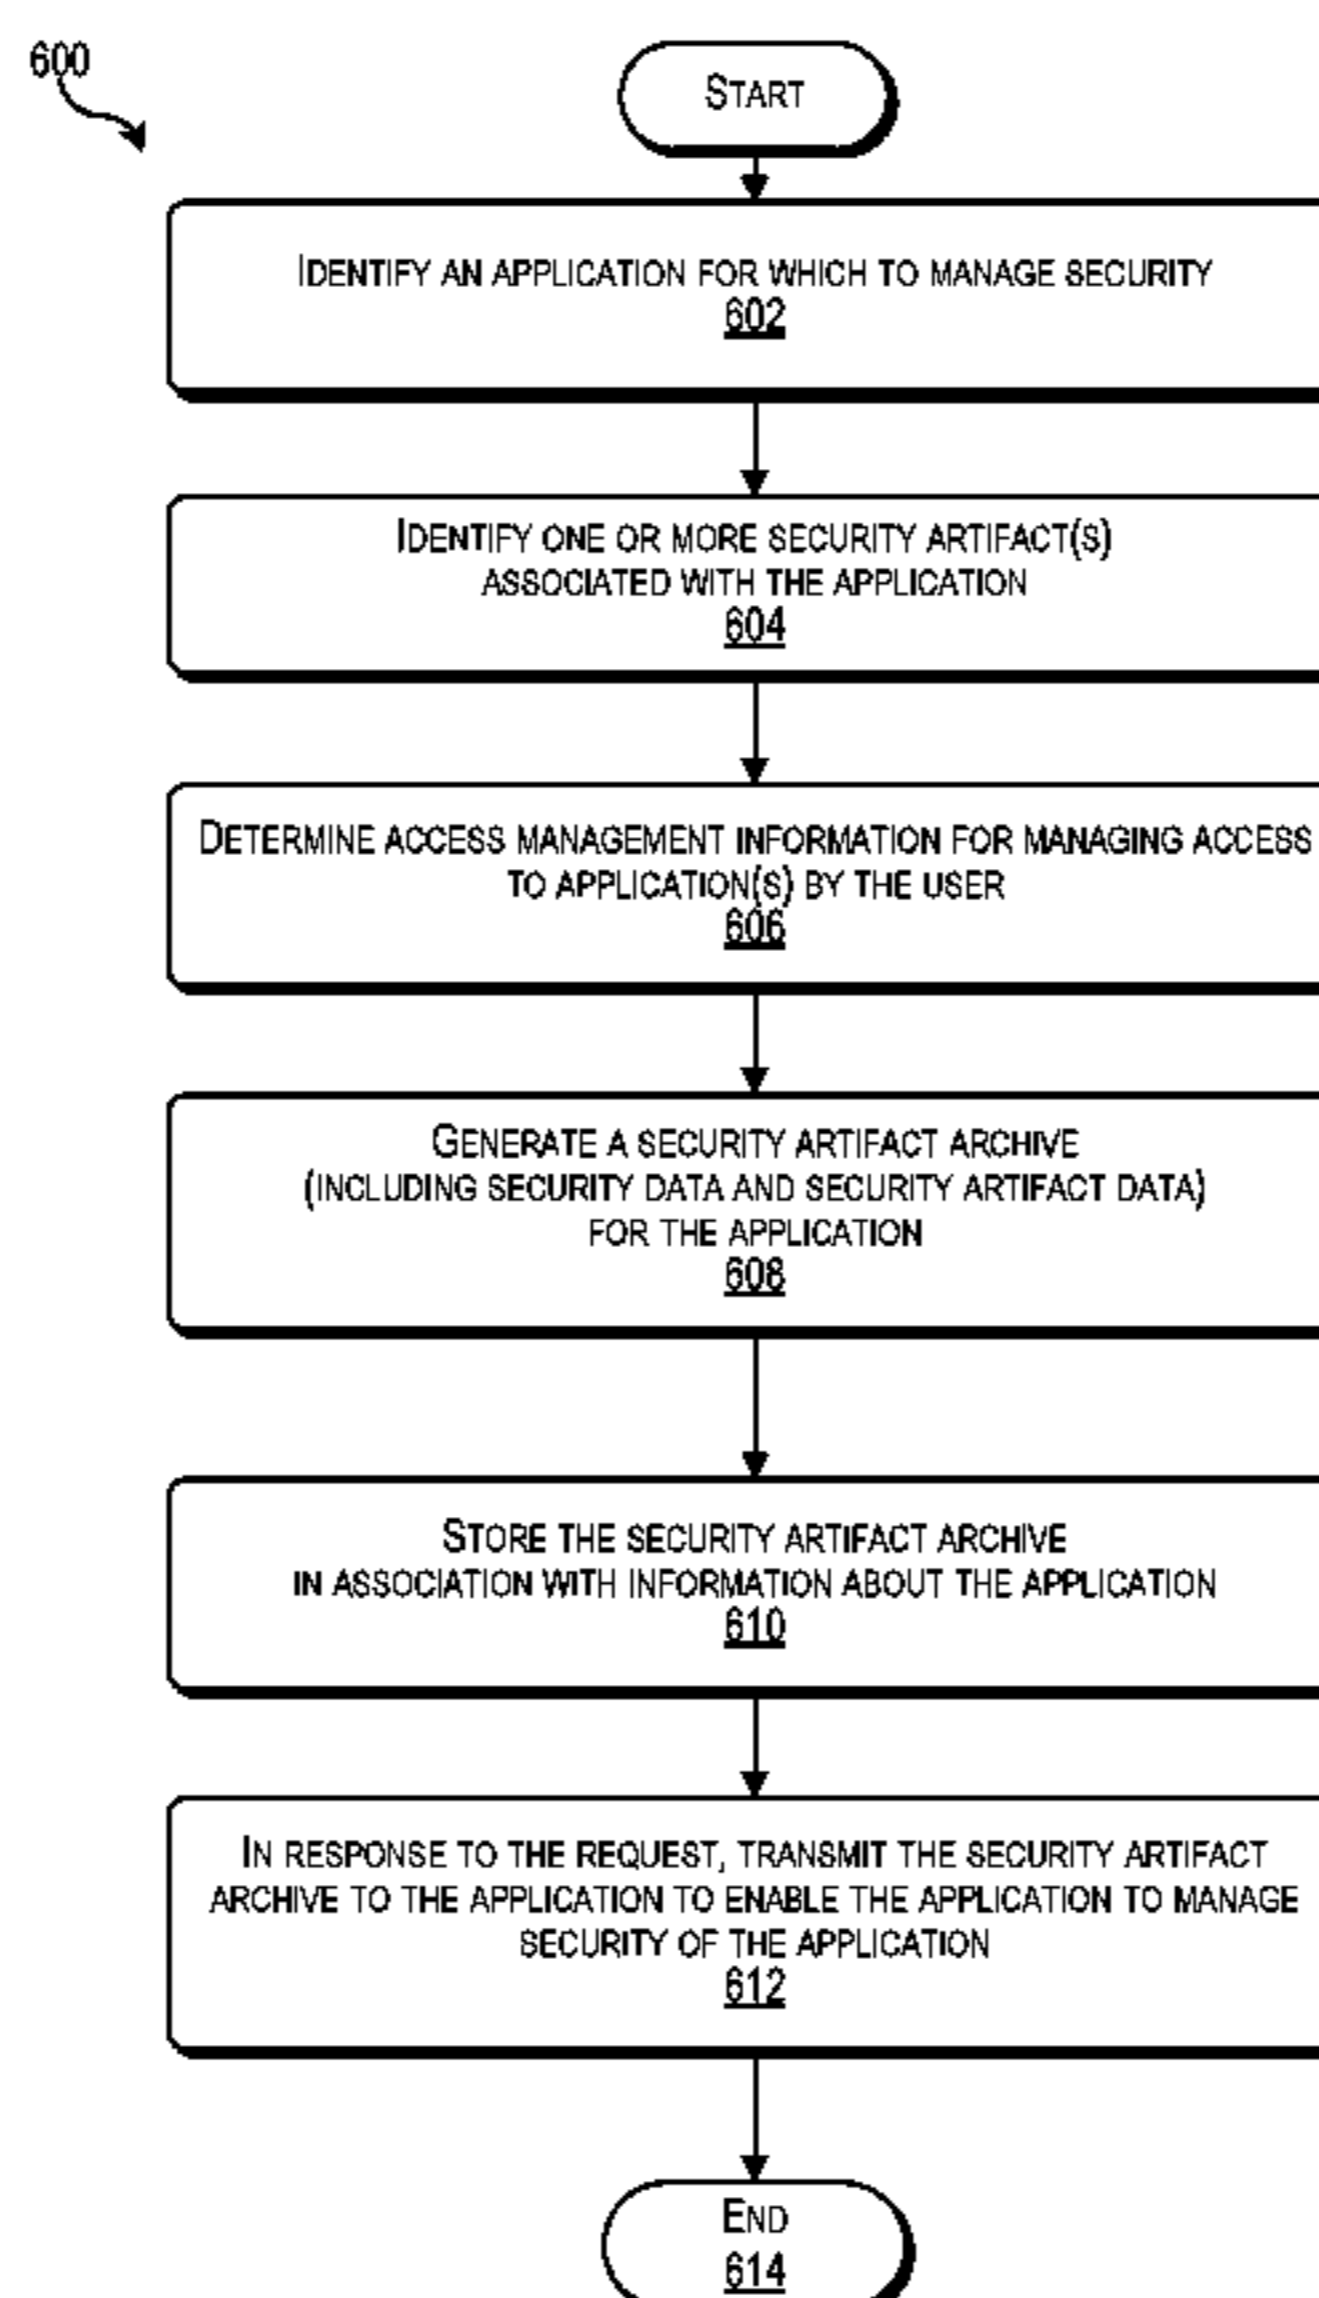 600
START
IDENTIFY AN APPLICATION FOR WHICH TO MANAGE SECURITY
602
IDENTIFY ONE OR MORE SECURITY ARTIFACT(S)
ASSOCIATED WITH THE APPLICATION
604
DETERMINE ACCESS MANAGEMENT INFORMATION FOR MANAGING ACCESS
TO APPLICATION(S) BY THE USER
606
GENERATE A SECURITY ARTIFACT ARCHIVE
(INCLUDING SECURITY DATA AND SECURITY ARTIFACT DATA)
FOR THE APPLICATION
608
STORE THE SECURITY ARTIFACT ARCHIVE
IN ASSOCIATION WITH INFORMATION ABOUT THE APPLICATION
610
IN RESPONSE TO THE REQUEST, TRANSMIT THE SECURITY ARTIFACT
ARCHIVE TO THE APPLICATION TO ENABLE THE APPLICATION TO MANAGE
SECURITY OF THE APPLICATION
612
END
614